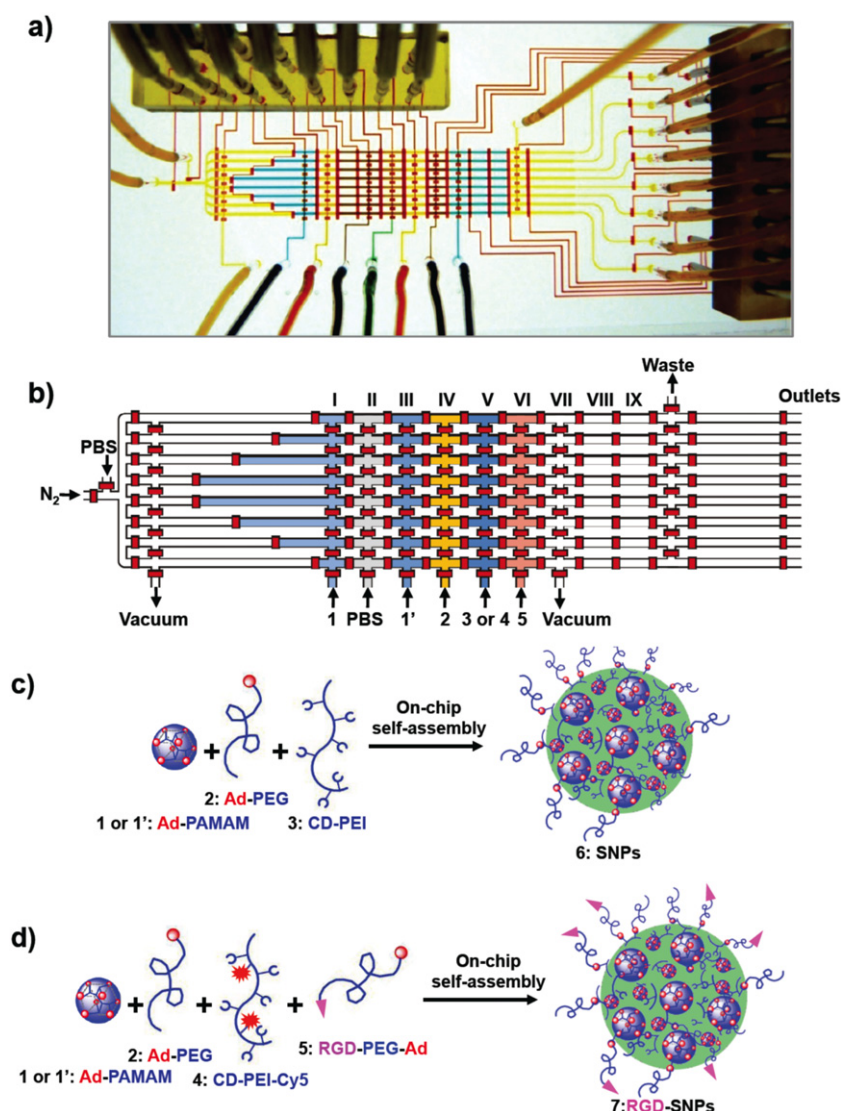 a)
b)
I II III IV V VI VII VIII IX
Waste
Outlets
PBS
N₂
Vacuum
1 PBS 1' 2 3 or 4 5
Vacuum
c)
On-chip
self-assembly
2: Ad-PEG
1 or 1': Ad-PAMAM
3: CD-PEI
6: SNPs
d)
On-chip
self-assembly
2: Ad-PEG
5: RGD-PEG-Ad
1 or 1': Ad-PAMAM
4: CD-PEI-Cy5
7:RGD-SNPs